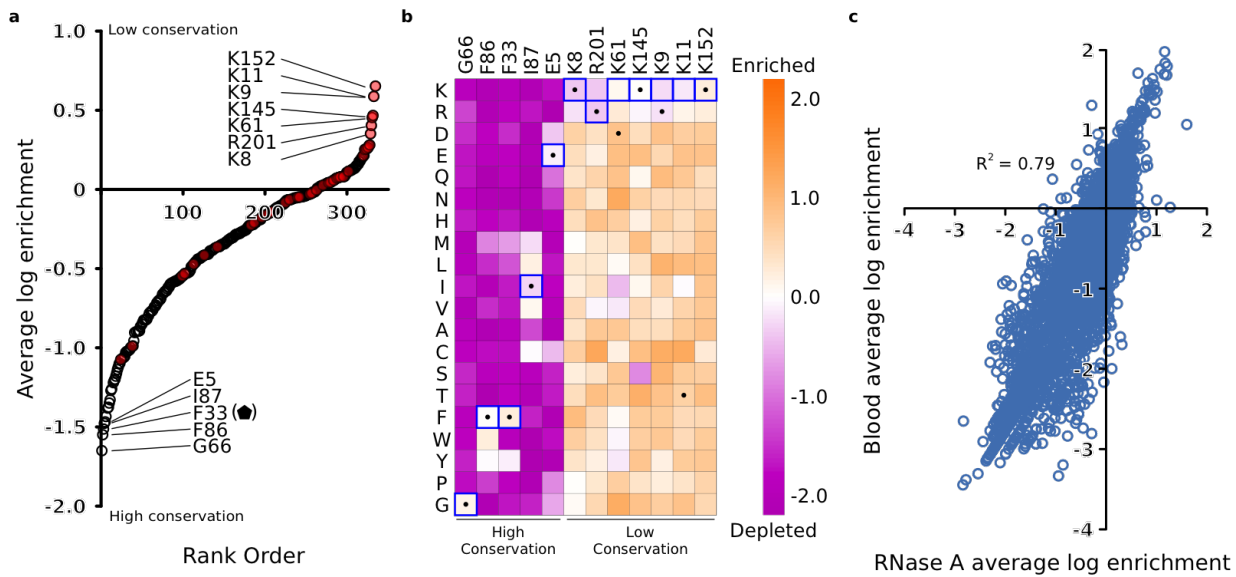 a
Low conservation
1.0
0.5
0
-0.5
-1.0
-1.5
-2.0
100
200
300
K152
K11
K9
K145
K61
R201
K8
E5
I87
F33 (⬟)
F86
G66
High conservation
Average log enrichment
Rank Order
b
G66
F86
F33
I87
E5
K8
R201
K61
K145
K9
K11
K152
K
R
D
E
Q
N
H
M
L
I
V
A
C
S
T
F
W
Y
P
G
High
Conservation
Low
Conservation
Enriched
2.0
1.0
0.0
-1.0
-2.0
Depleted
c
2
1
-1
-2
-3
-4
-4
-3
-2
-1
1
2
R² = 0.79
Blood average log enrichment
RNase A average log enrichment